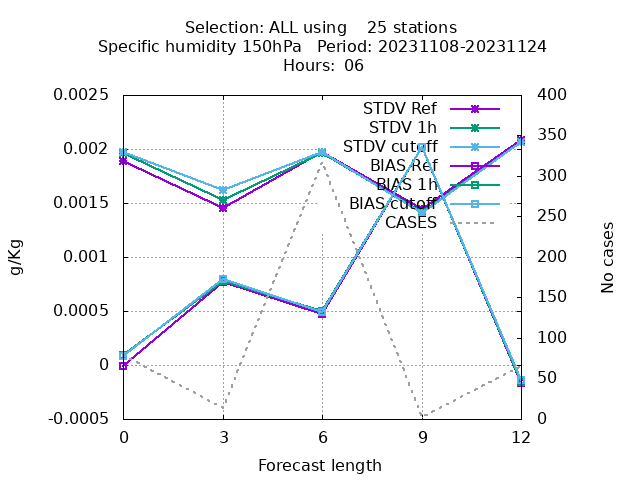 Selection: ALL using    25 stations
Specific humidity 150hPa   Period: 20231108-20231124
Hours:  06
0.0025
0.002
0.0015
0.001
0.0005
0
-0.0005
g/Kg
400
350
300
250
200
150
100
50
0
No cases
STDV Ref
STDV 1h
STDV cutoff
BIAS Ref
BIAS 1h
BIAS cutoff
CASES
0 3 6 9 12
Forecast length